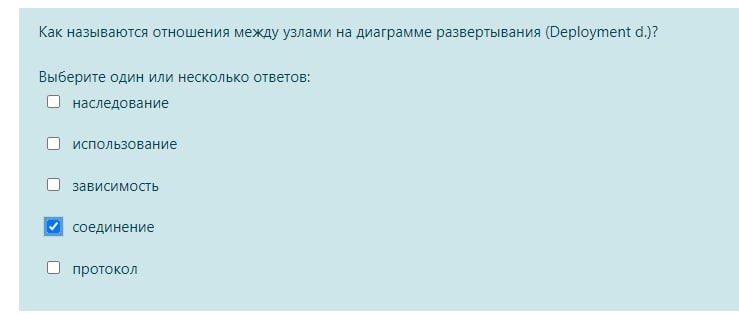 Как называются отношения между узлами на диаграмме развертывания (Deployment d.)?
Выберите один или несколько ответов:
наследование
использование
зависимость
соединение
протокол